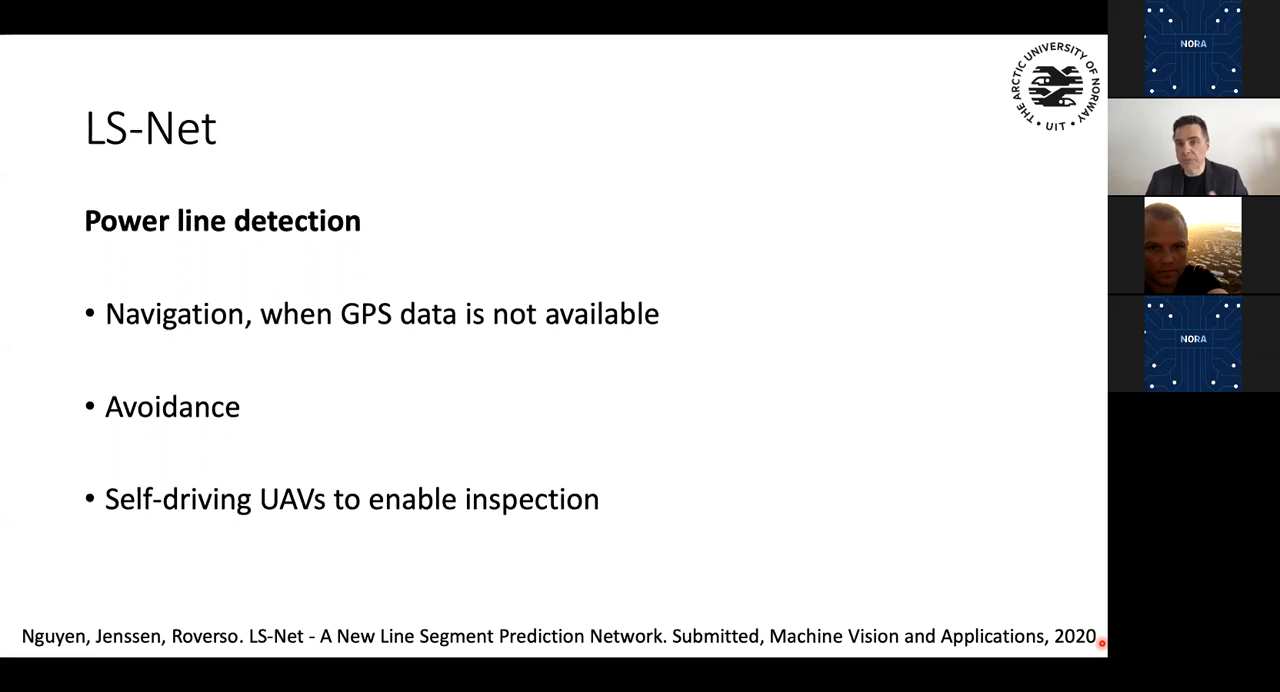 THE ARCTIC UNIVERSITY OF NORWAY
• UIT •
LS-Net
Power line detection
• Navigation, when GPS data is not available
• Avoidance
• Self-driving UAVs to enable inspection
Nguyen, Jenssen, Roverso. LS-Net - A New Line Segment Prediction Network. Submitted, Machine Vision and Applications, 2020
NORA
NORA